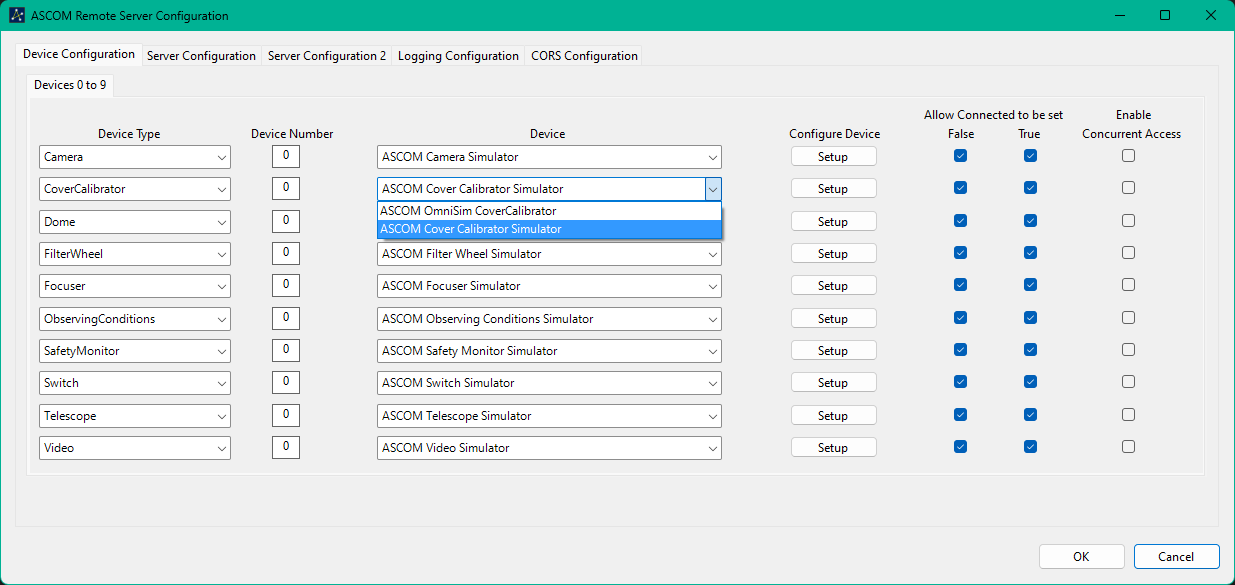 ASCOM Remote Server Configuration
Device Configuration Server Configuration Server Configuration 2 Logging Configuration CORS Configuration
Devices 0 to 9
Allow Connected to be set Enable
Device Type Device Number Device Configure Device False True Concurrent Access
Camera 0 ASCOM Camera Simulator Setup
CoverCalibrator 0 ASCOM Cover Calibrator Simulator Setup
ASCOM OmniSim CoverCalibrator
Dome 0 ASCOM Cover Calibrator Simulator Setup
FilterWheel 0 ASCOM Filter Wheel Simulator Setup
Focuser 0 ASCOM Focuser Simulator Setup
ObservingConditions 0 ASCOM Observing Conditions Simulator Setup
SafetyMonitor 0 ASCOM Safety Monitor Simulator Setup
Switch 0 ASCOM Switch Simulator Setup
Telescope 0 ASCOM Telescope Simulator Setup
Video 0 ASCOM Video Simulator Setup
OK Cancel